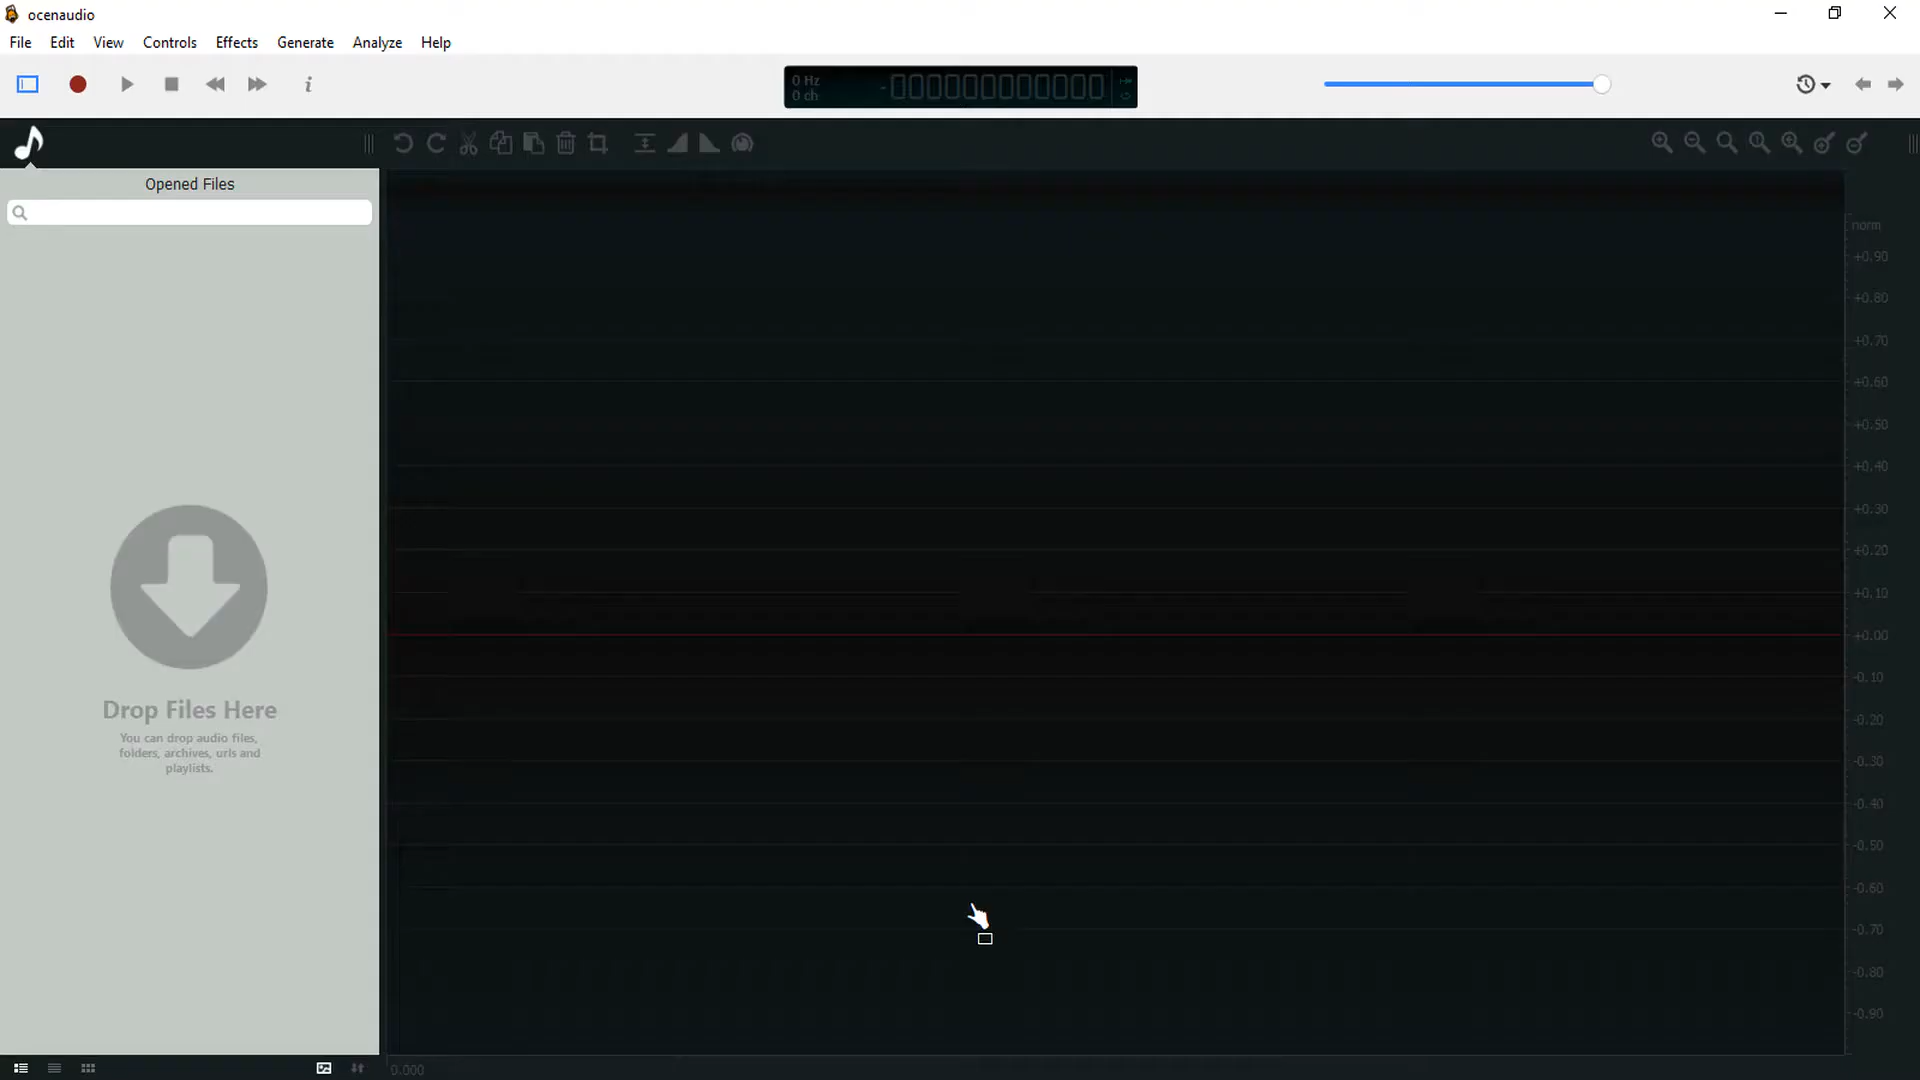 ocenaudio
File Edit View Controls Effects Generate Analyze Help
0 Hz
0 ch
Opened Files
norm
+0.90
+0.80
+0.70
+0.60
+0.50
+0.40
+0.30
+0.20
+0.10
+0.00
-0.10
-0.20
-0.30
-0.40
-0.50
-0.60
-0.70
-0.80
-0.90
Drop Files Here
You can drop audio files,
folders, archives, urls and
playlists.
0.000